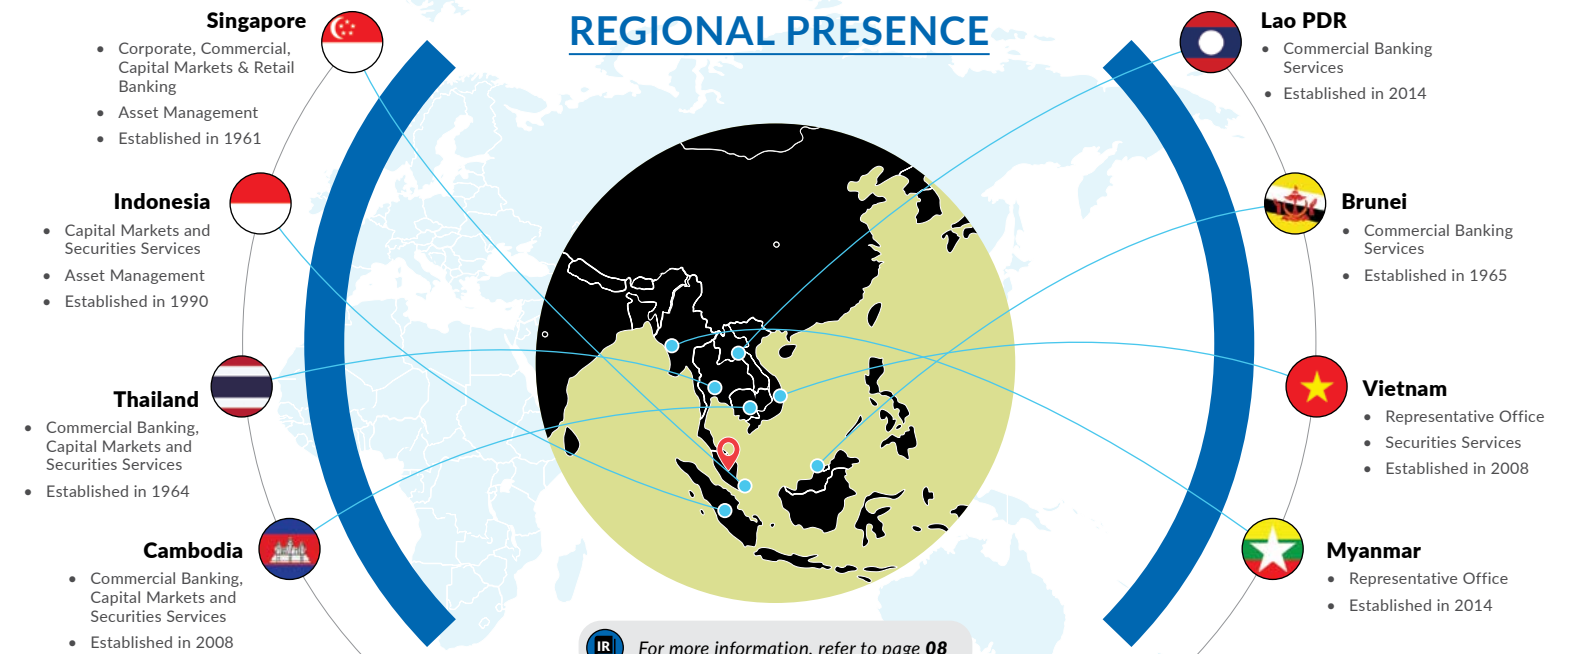 REGIONAL PRESENCE
Singapore
• Corporate, Commercial,
Capital Markets & Retail
Banking
• Asset Management
• Established in 1961
Indonesia
• Capital Markets and
Securities Services
• Asset Management
• Established in 1990
Thailand
• Commercial Banking,
Capital Markets and
Securities Services
• Established in 1964
Cambodia
• Commercial Banking,
Capital Markets and
Securities Services
• Established in 2008
Lao PDR
• Commercial Banking
Services
• Established in 2014
Brunei
• Commercial Banking
Services
• Established in 1965
Vietnam
• Representative Office
• Securities Services
• Established in 2008
Myanmar
• Representative Office
• Established in 2014
IR
For more information, refer to page 08